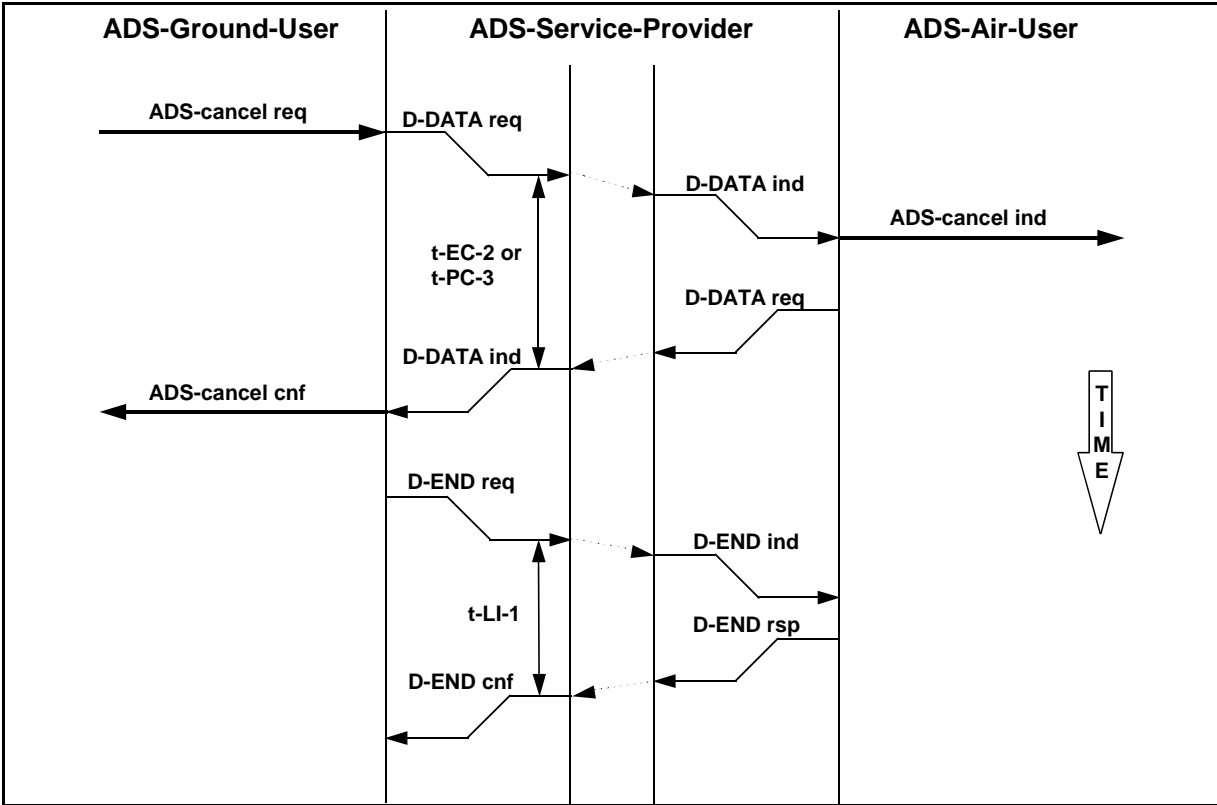 ADS-Ground-User
ADS-Service-Provider
ADS-Air-User
ADS-cancel req
D-DATA req
D-DATA ind
ADS-cancel ind
t-EC-2 or
t-PC-3
D-DATA req
D-DATA ind
ADS-cancel cnf
T
I
M
E
D-END req
D-END ind
t-LI-1
D-END rsp
D-END cnf